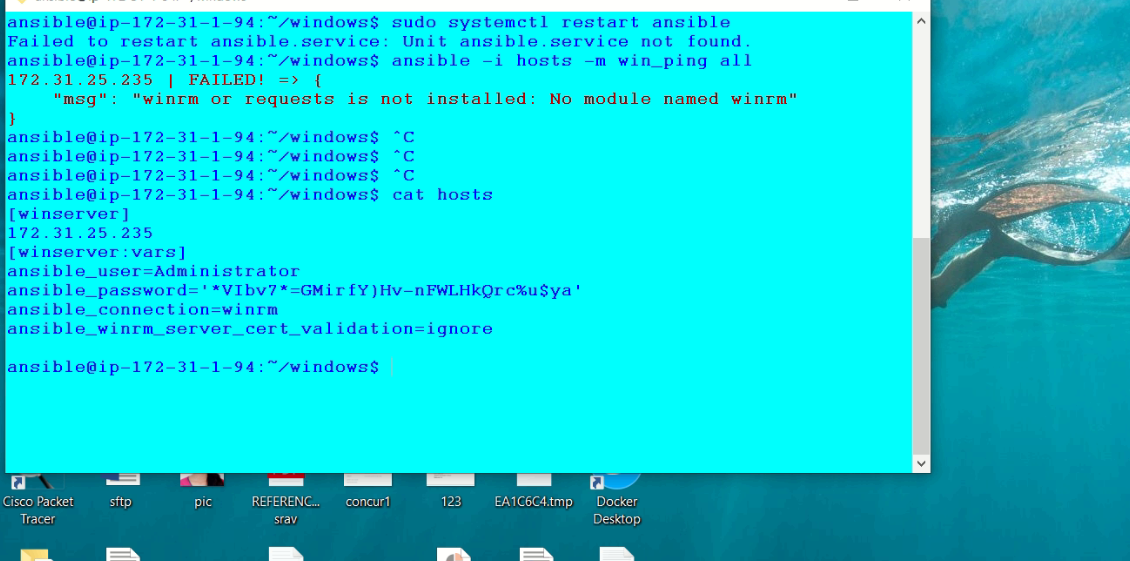 ansible@ip-172-31-1-94:~/windows$ sudo systemctl restart ansible
Failed to restart ansible.service: Unit ansible.service not found.
ansible@ip-172-31-1-94:~/windows$ ansible -i hosts -m win_ping all
172.31.25.235 | FAILED! => {
    "msg": "winrm or requests is not installed: No module named winrm"
}
ansible@ip-172-31-1-94:~/windows$ ^C
ansible@ip-172-31-1-94:~/windows$ ^C
ansible@ip-172-31-1-94:~/windows$ ^C
ansible@ip-172-31-1-94:~/windows$ cat hosts
[winserver]
172.31.25.235
[winserver:vars]
ansible_user=Administrator
ansible_password='*VIbv7*=GMirfY)Hv-nFWLHkQrc%u$ya'
ansible_connection=winrm
ansible_winrm_server_cert_validation=ignore
ansible@ip-172-31-1-94:~/windows$
Cisco Packet Tracer
sftp
pic
REFERENC... srav
concur1
123
EA1C6C4.tmp
Docker Desktop